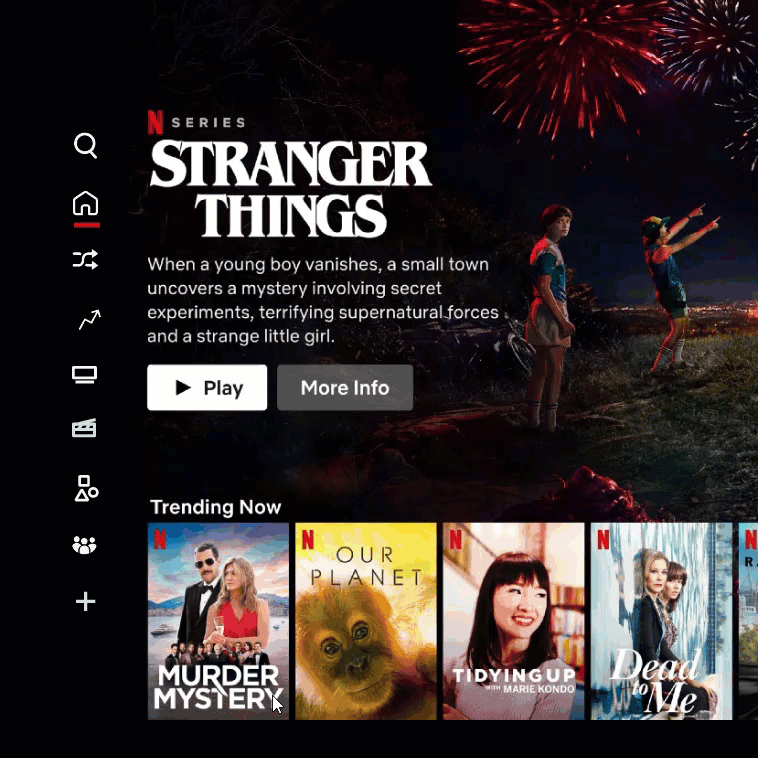 N SERIES
STRANGER
THINGS
When a young boy vanishes, a small town
uncovers a mystery involving secret
experiments, terrifying supernatural forces
and a strange little girl.
Play
More Info
Trending Now
N
MURDER
MYSTERY
N
OUR
PLANET
N
TIDYING UP
WITH MARIE KONDO
N
Dead
to
Me
N